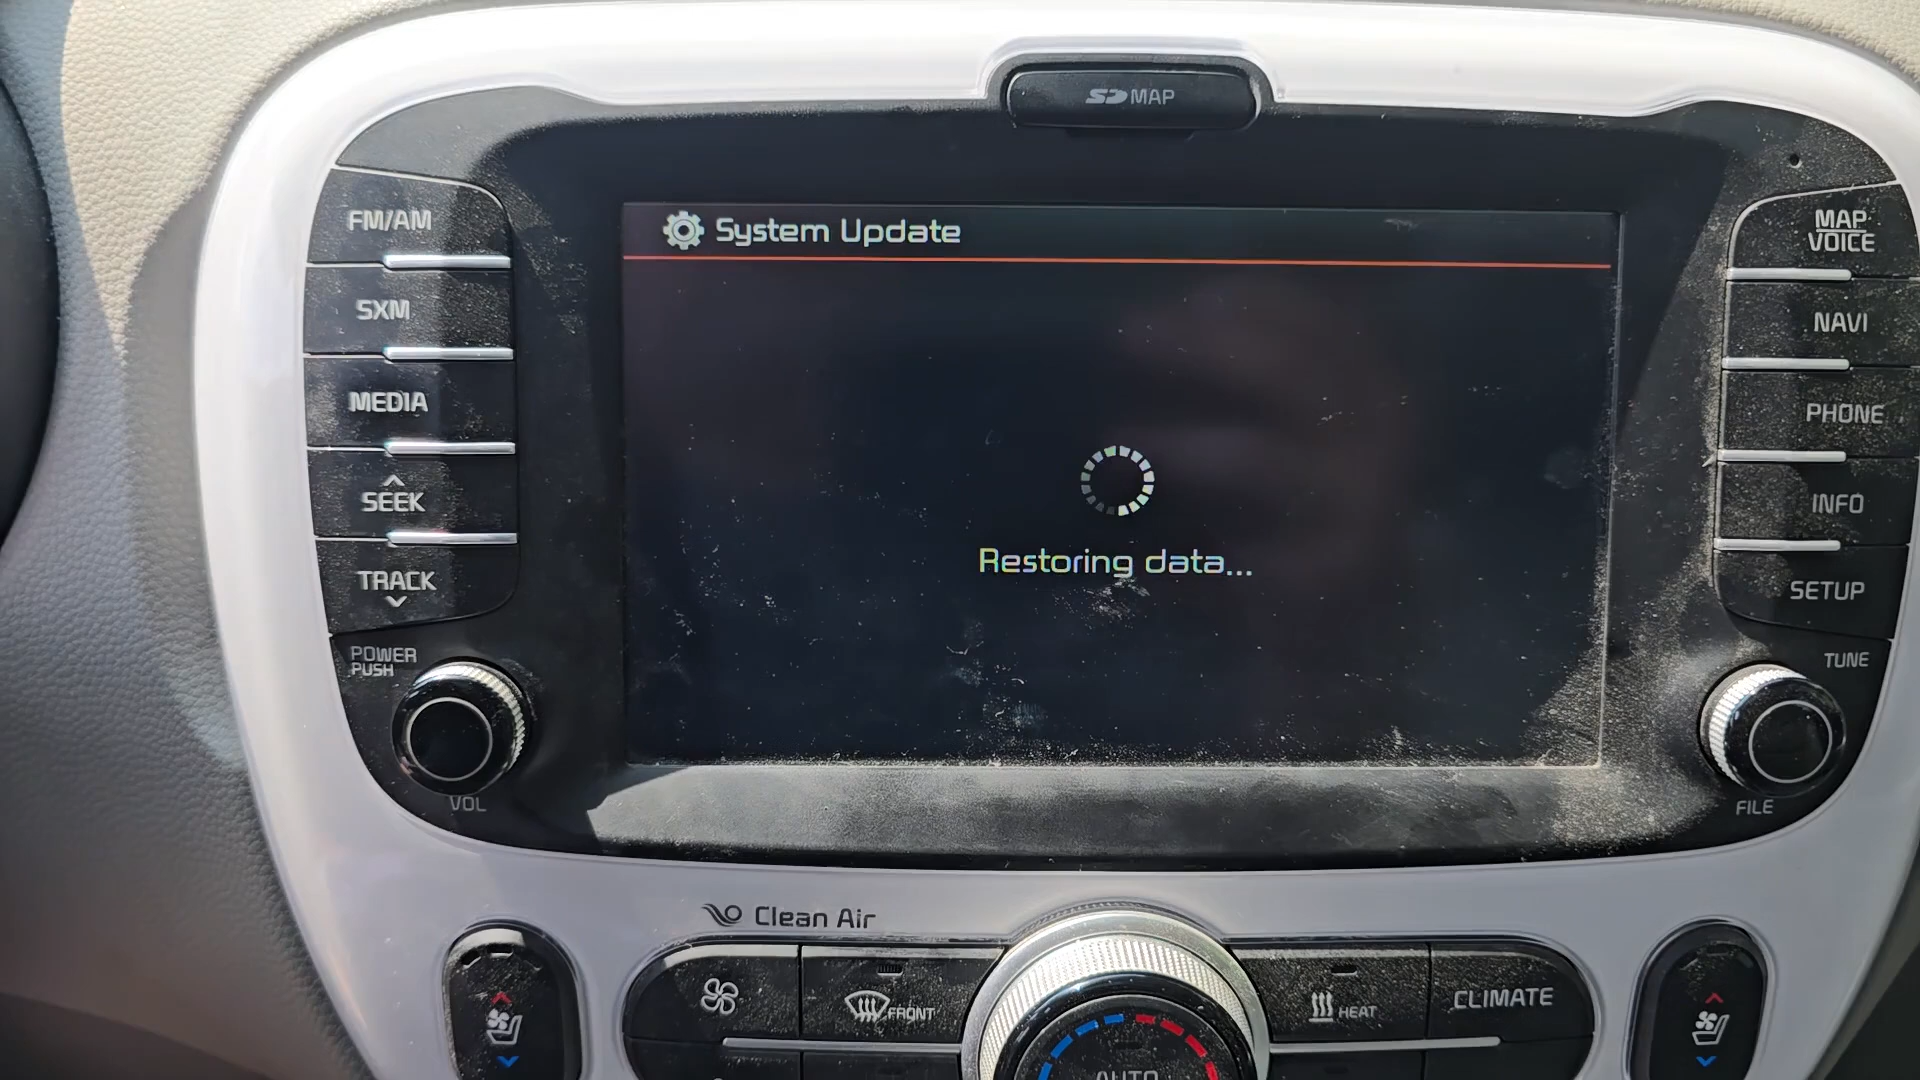 SD MAP
System Update
FM/AM
SXM
MEDIA
SEEK
TRACK
POWER
PUSH
VOL
Restoring data...
MAP
VOICE
NAVI
PHONE
INFO
SETUP
TUNE
FILE
Clean Air
FRONT
HEAT
CLIMATE
AUTO